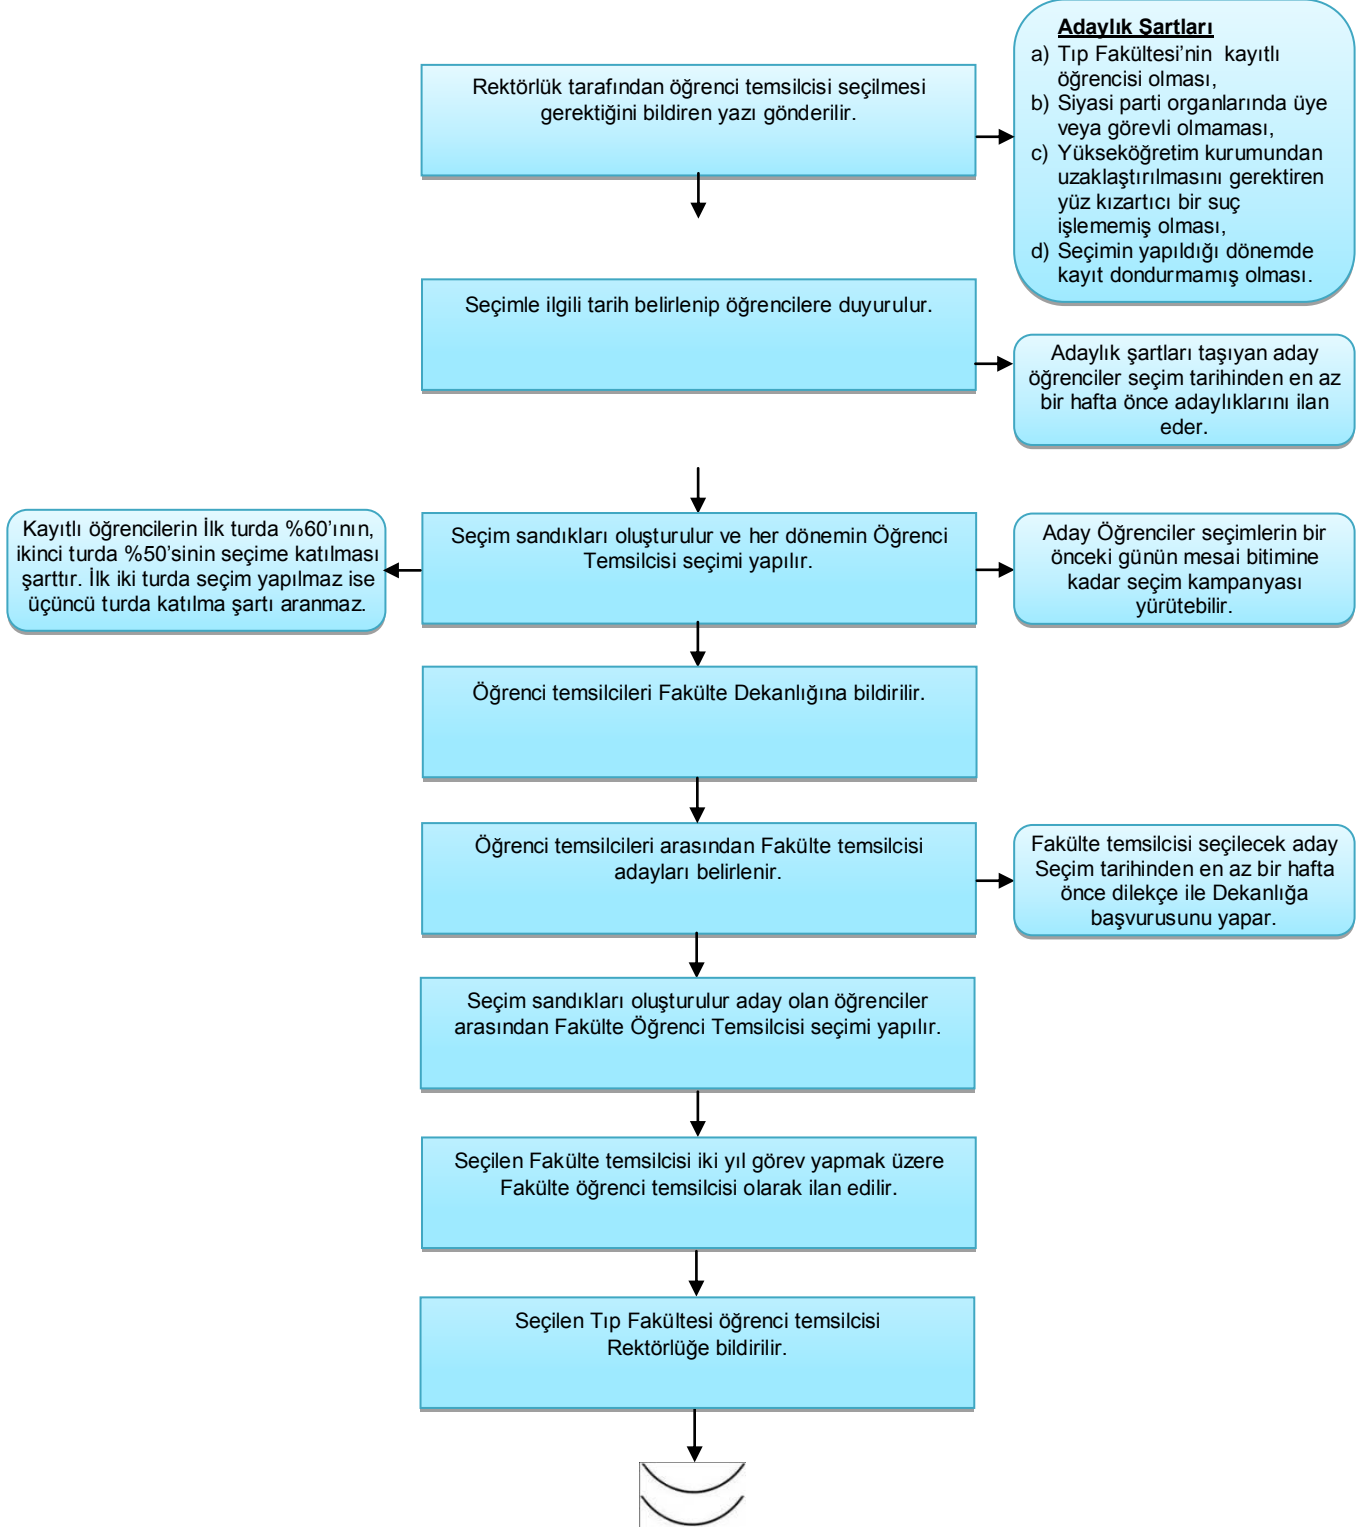 Adaylık Şartları
a) Tıp Fakültesi’nin kayıtlı
öğrencisi olması,
b) Siyasi parti organlarında üye
veya görevli olmaması,
c) Yükseköğretim kurumundan
uzaklaştırılmasını gerektiren
yüz kızartıcı bir suç
işlememiş olması,
d) Seçimin yapıldığı dönemde
kayıt dondurmamış olması.
Rektörlük tarafından öğrenci temsilcisi seçilmesi
gerektiğini bildiren yazı gönderilir.
Seçimle ilgili tarih belirlenip öğrencilere duyurulur.
Adaylık şartları taşıyan aday
öğrenciler seçim tarihinden en az
bir hafta önce adaylıklarını ilan
eder.
Kayıtlı öğrencilerin İlk turda %60’ının,
ikinci turda %50’sinin seçime katılması
şarttır. İlk iki turda seçim yapılmaz ise
üçüncü turda katılma şartı aranmaz.
Seçim sandıkları oluşturulur ve her dönemin Öğrenci
Temsilcisi seçimi yapılır.
Aday Öğrenciler seçimlerin bir
önceki günün mesai bitimine
kadar seçim kampanyası
yürütebilir.
Öğrenci temsilcileri Fakülte Dekanlığına bildirilir.
Öğrenci temsilcileri arasından Fakülte temsilcisi
adayları belirlenir.
Fakülte temsilcisi seçilecek aday
Seçim tarihinden en az bir hafta
önce dilekçe ile Dekanlığa
başvurusunu yapar.
Seçim sandıkları oluşturulur aday olan öğrenciler
arasından Fakülte Öğrenci Temsilcisi seçimi yapılır.
Seçilen Fakülte temsilcisi iki yıl görev yapmak üzere
Fakülte öğrenci temsilcisi olarak ilan edilir.
Seçilen Tıp Fakültesi öğrenci temsilcisi
Rektörlüğe bildirilir.